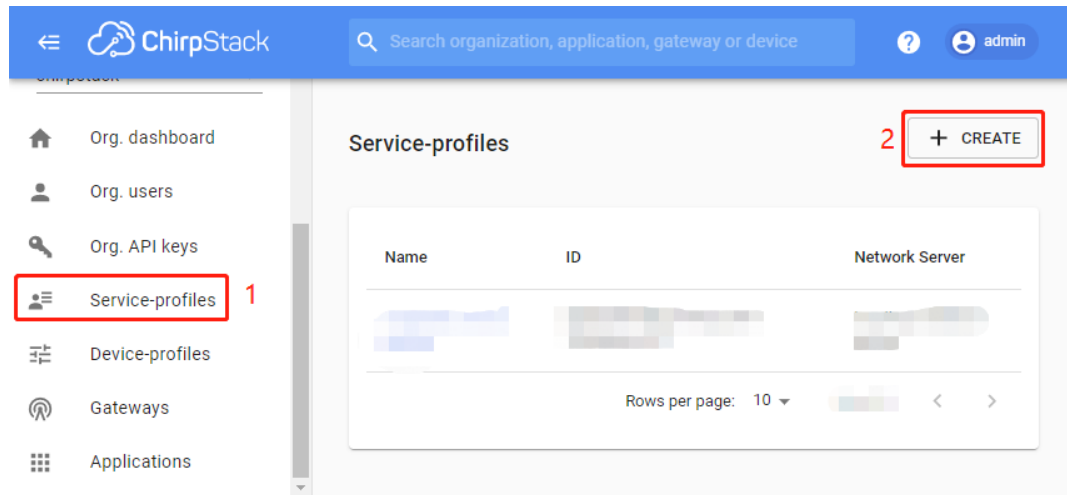 ChirpStack
Search organization, application, gateway or device
?
admin
Org. dashboard
Org. users
Org. API keys
Service-profiles
1
Device-profiles
Gateways
Applications
Service-profiles
2
+ CREATE
Name ID Network Server
Rows per page: 10